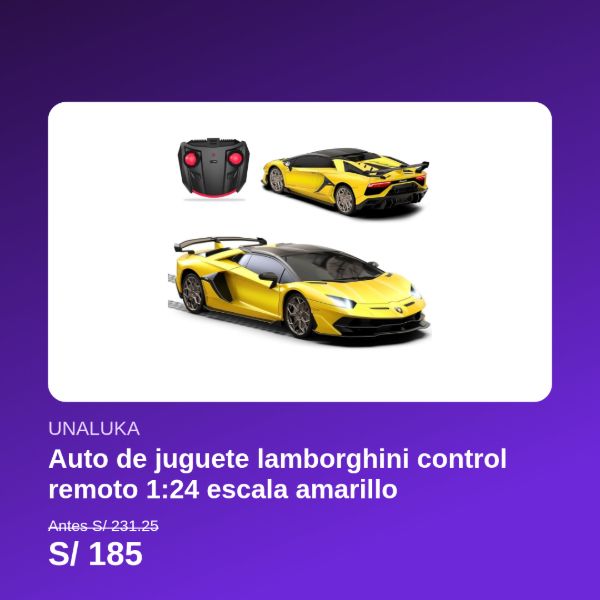 UNALUKA
Auto de juguete lamborghini control
remoto 1:24 escala amarillo
Antes S/ 231.25
S/ 185